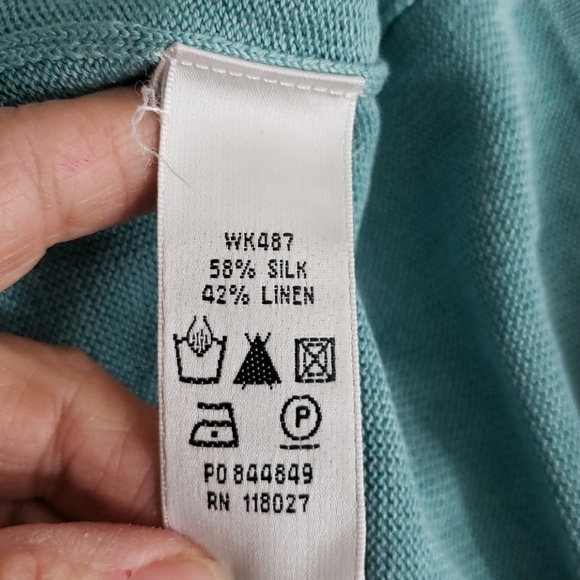 WK487
58% SILK
42% LINEN
P
PO 844849
RN 118027